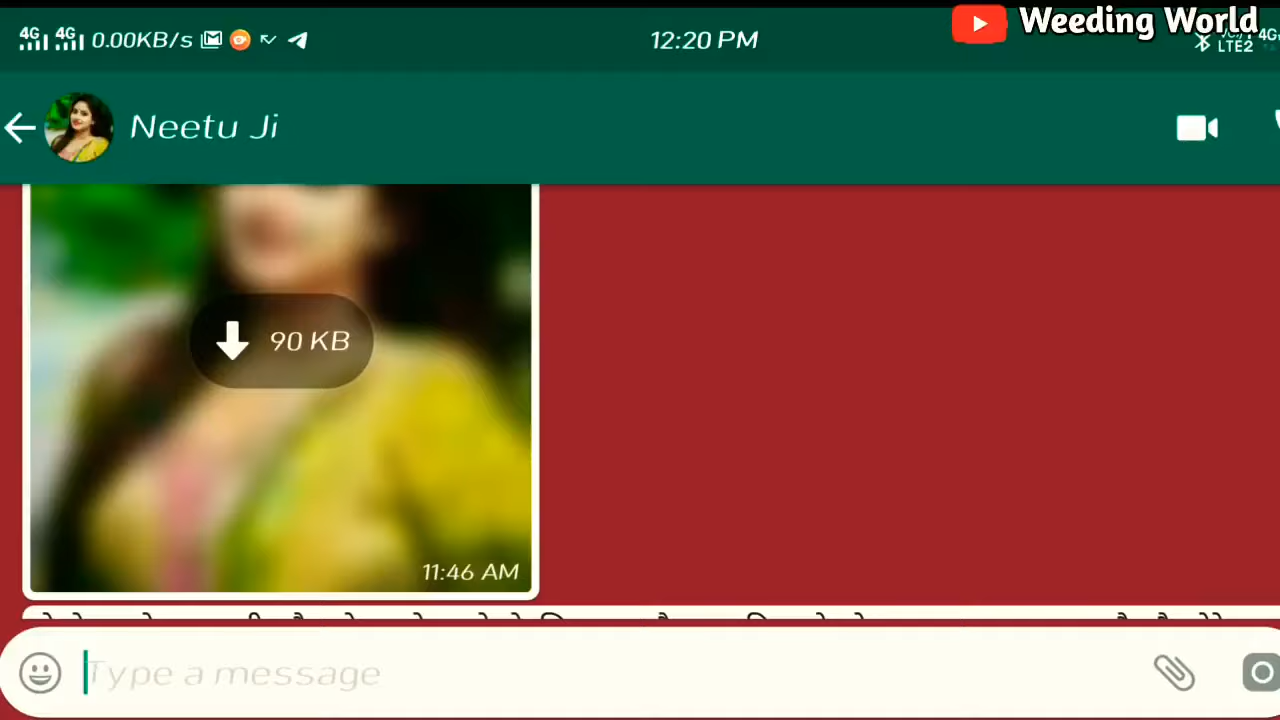 Weeding World
4G 4G 0.00KB/s 12:20 PM LTE2 4G
Neetu Ji
90 KB
11:46 AM
Type a message